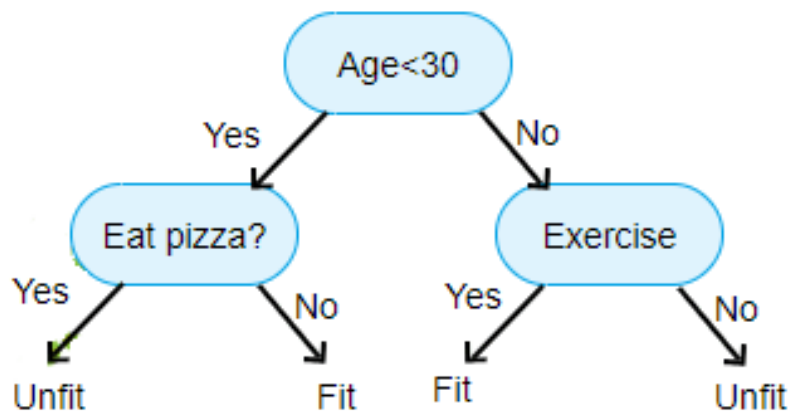 Age<30
Yes
No
Eat pizza?
Exercise
Yes
No
Yes
No
Unfit
Fit
Fit
Unfit